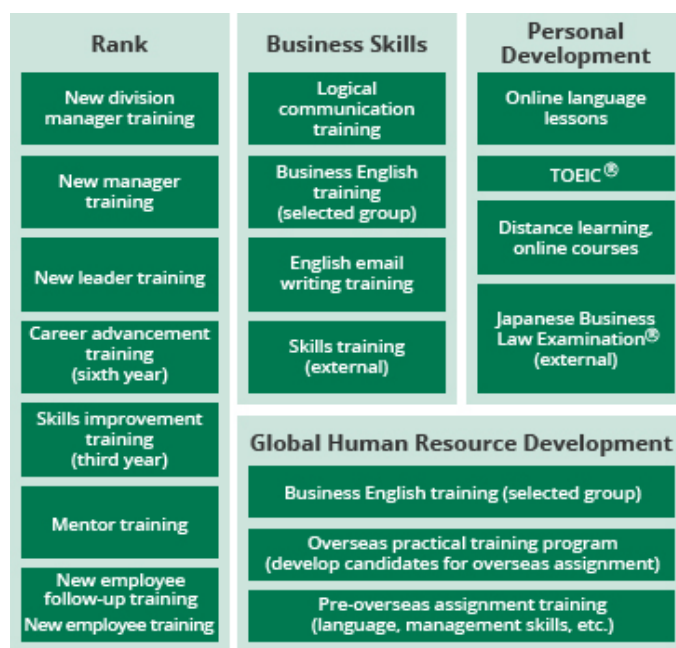 Rank
New division
manager training
New manager
training
New leader training
Career advancement
training
(sixth year)
Skills improvement
training
(third year)
Mentor training
New employee
follow-up training
New employee training
Business Skills
Logical
communication
training
Business English
training
(selected group)
English email
writing training
Skills training
(external)
Personal
Development
Online language
lessons
TOEIC®
Distance learning,
online courses
Japanese Business
Law Examination®
(external)
Global Human Resource Development
Business English training (selected group)
Overseas practical training program
(develop candidates for overseas assignment)
Pre-overseas assignment training
(language, management skills, etc.)